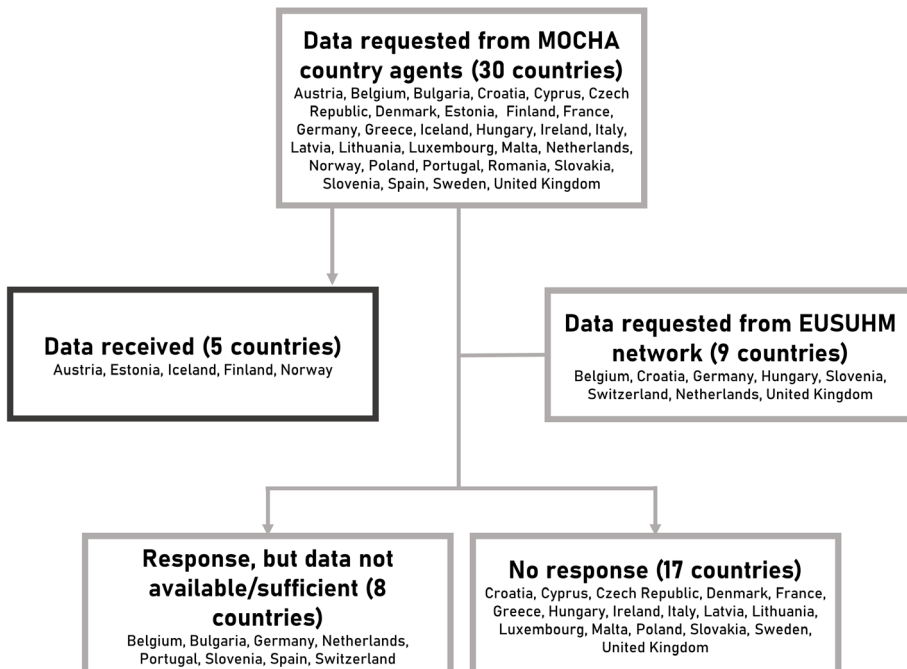 Data requested from MOCHA
country agents (30 countries)
Austria, Belgium, Bulgaria, Croatia, Cyprus, Czech
Republic, Denmark, Estonia, Finland, France,
Germany, Greece, Iceland, Hungary, Ireland, Italy,
Latvia, Lithuania, Luxembourg, Malta, Netherlands,
Norway, Poland, Portugal, Romania, Slovakia,
Slovenia, Spain, Sweden, United Kingdom
Data received (5 countries)
Austria, Estonia, Iceland, Finland, Norway
Data requested from EUSUHM
network (9 countries)
Belgium, Croatia, Germany, Hungary, Slovenia,
Switzerland, Netherlands, United Kingdom
Response, but data not
available/sufficient (8
countries)
Belgium, Bulgaria, Germany, Netherlands,
Portugal, Slovenia, Spain, Switzerland
No response (17 countries)
Croatia, Cyprus, Czech Republic, Denmark, France,
Greece, Hungary, Ireland, Italy, Latvia, Lithuania,
Luxembourg, Malta, Poland, Slovakia, Sweden,
United Kingdom